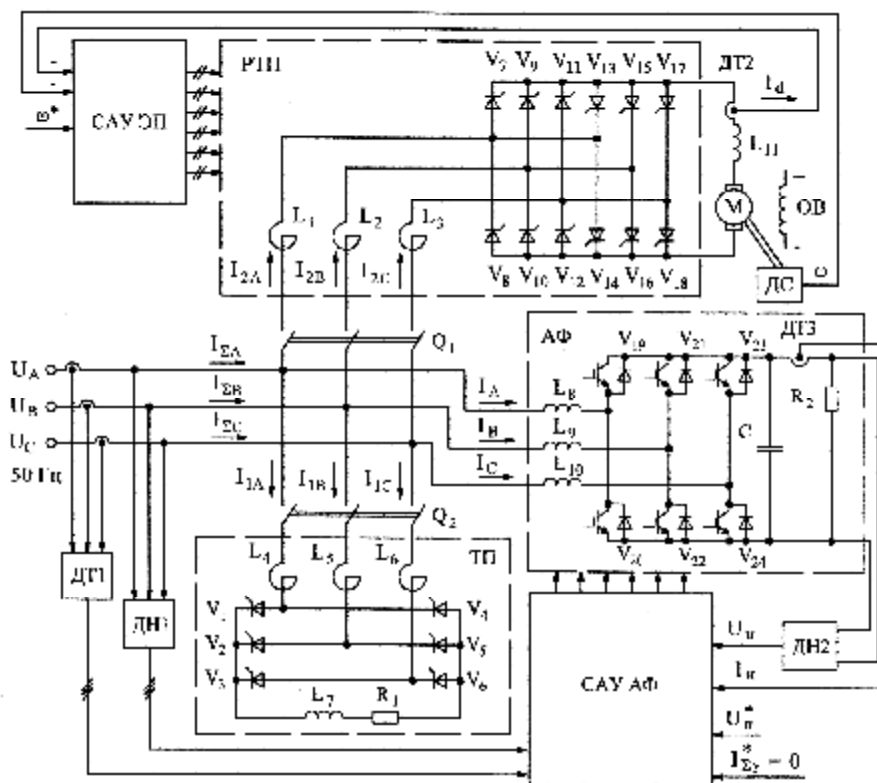 САУ ЭП
ω*
РТП
V7 V9 V11 V13 V15 V17
ДТ2
Id
L11
M
ОВ
ДС
ω
L1 L2 L3
I2A I2B I2C
V8 V10 V12 V14 V16 V18
Q1
UA
UB
UC
50 Гц
IΣA
IΣB
IΣC
IA
IB
IC
АФ
ДТ3
V19 V21 V23
L8
L9
L10
C
R2
V20 V22 V24
I1A I1B I1C
Q2
ДТ1
ДН1
ТП
L4 L5 L6
V1 V4
V2 V5
V3 V6
L7 R1
САУ АФ
ДН2
Uп
Iп
Uп*
I*Σγ = 0